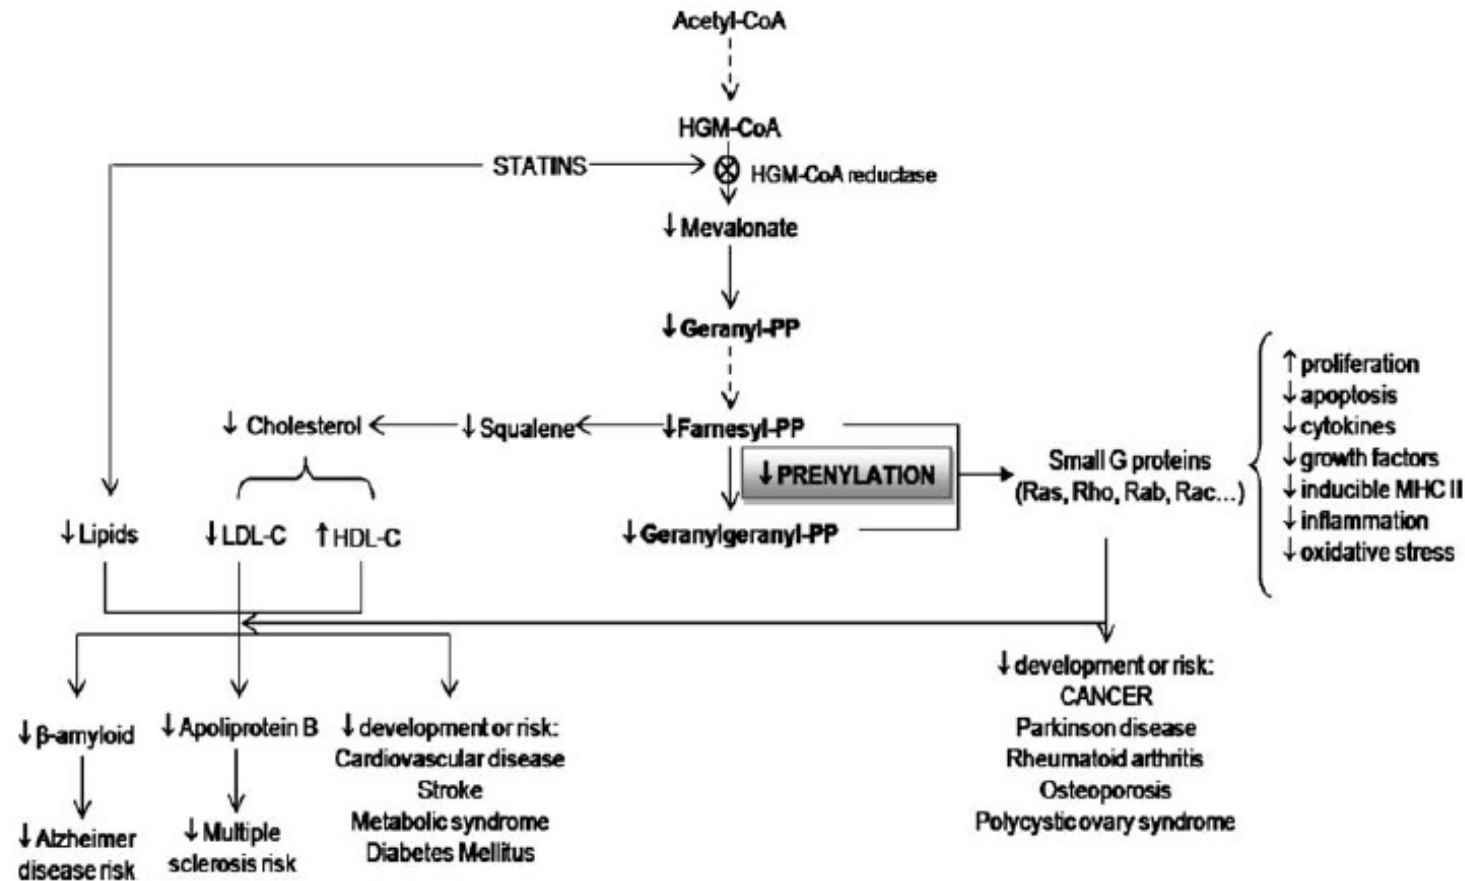 Acetyl-CoA
HGM-CoA
STATINS
HGM-CoA reductase
↓ Mevalonate
↓ Geranyl-PP
↓ Cholesterol
↓ Squalene
↓ Farnesyl-PP
↓ PRENYLATION
↓ Geranylgeranyl-PP
Small G proteins
(Ras, Rho, Rab, Rac...)
↑ proliferation
↓ apoptosis
↓ cytokines
↓ growth factors
↓ inducible MHC II
↓ inflammation
↓ oxidative stress
↓ Lipids
↓ LDL-C
↑ HDL-C
↓ β-amyloid
↓ Alzheimer
disease risk
↓ Apoliprotein B
↓ Multiple
sclerosis risk
↓ development or risk:
Cardiovascular disease
Stroke
Metabolic syndrome
Diabetes Mellitus
↓ development or risk:
CANCER
Parkinson disease
Rheumatoid arthritis
Osteoporosis
Polycystic ovary syndrome